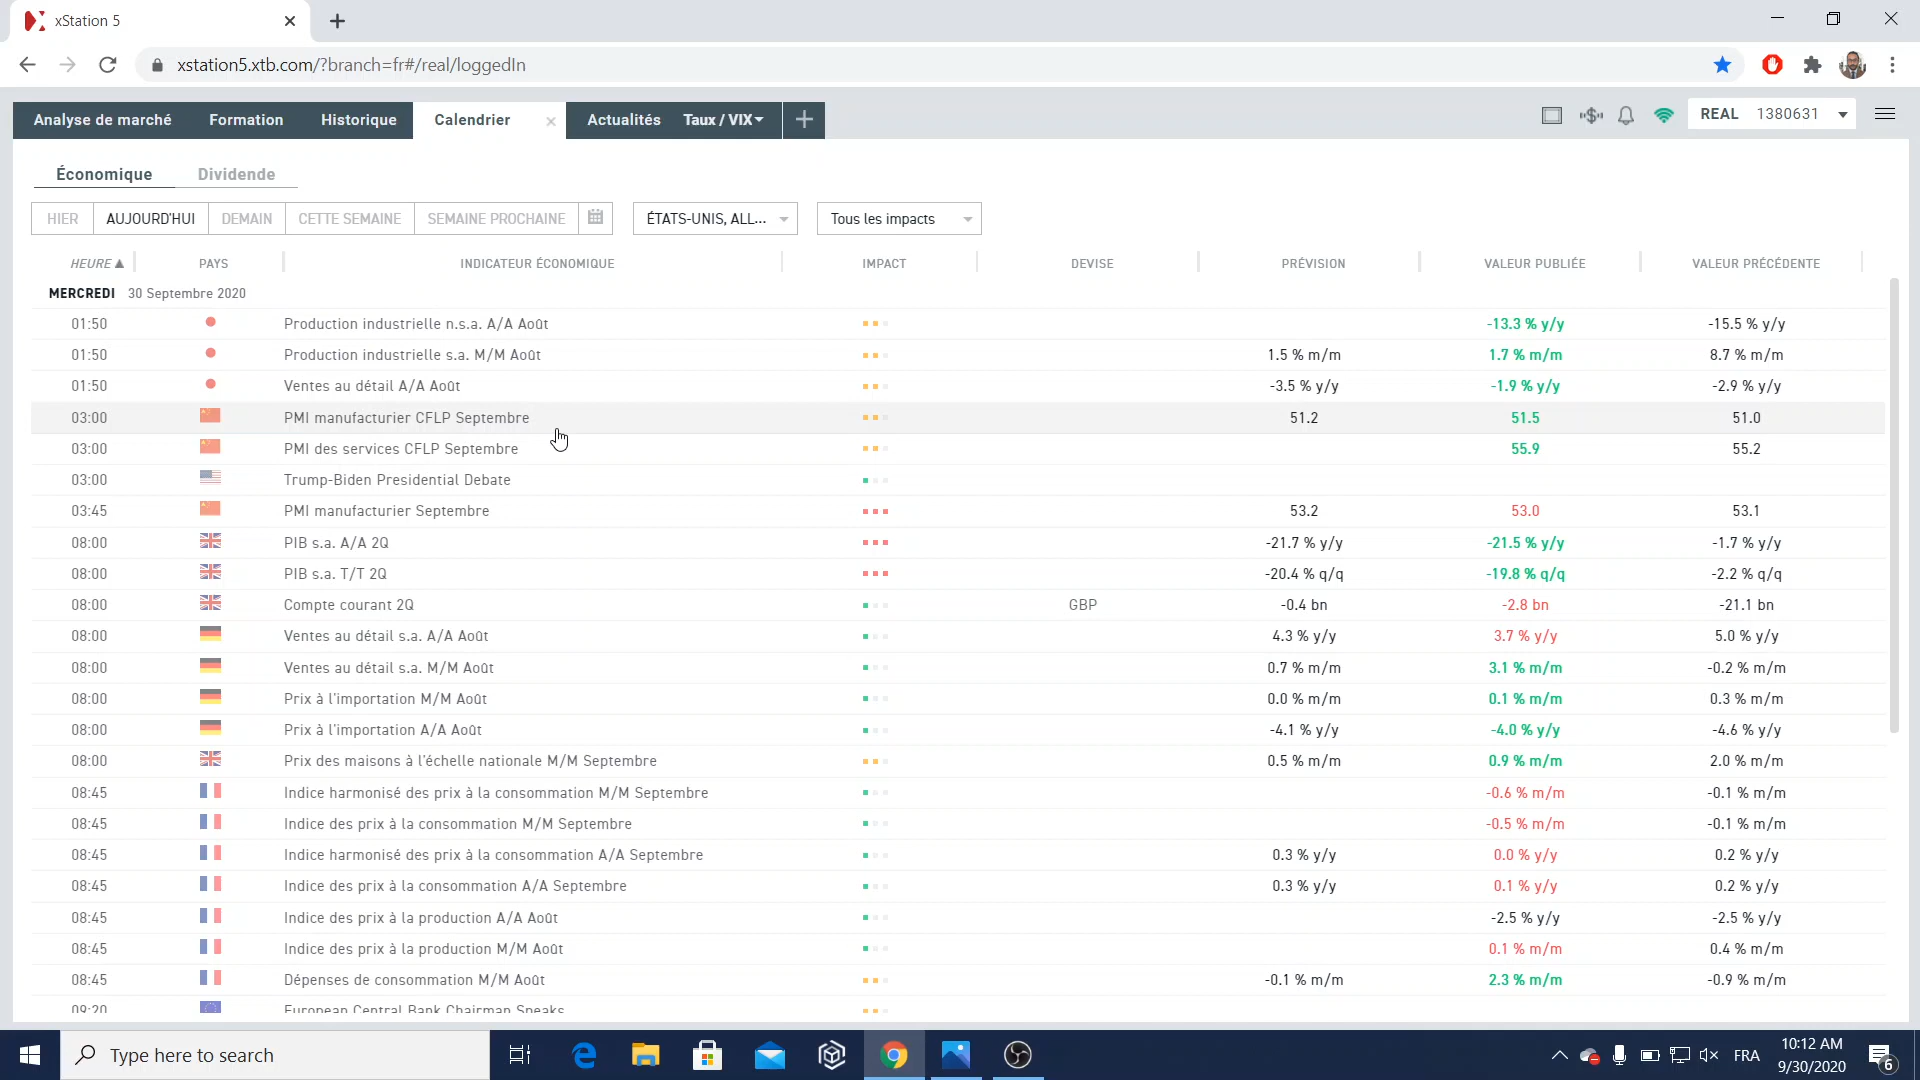 xStation 5
xstation5.xtb.com/?branch=fr#/real/loggedIn
Analyse de marché Formation Historique Calendrier Actualités Taux / VIX REAL 1380631
Économique Dividende
HIER AUJOURD'HUI DEMAIN CETTE SEMAINE SEMAINE PROCHAINE ÉTATS-UNIS, ALL... Tous les impacts
HEURE PAYS INDICATEUR ÉCONOMIQUE IMPACT DEVISE PRÉVISION VALEUR PUBLIÉE VALEUR PRÉCÉDENTE
MERCREDI 30 Septembre 2020
01:50 Production industrielle n.s.a. A/A Août -13.3 % y/y -15.5 % y/y
01:50 Production industrielle s.a. M/M Août 1.5 % m/m 1.7 % m/m 8.7 % m/m
01:50 Ventes au détail A/A Août -3.5 % y/y -1.9 % y/y -2.9 % y/y
03:00 PMI manufacturier CFLP Septembre 51.2 51.5 51.0
03:00 PMI des services CFLP Septembre 55.9 55.2
03:00 Trump-Biden Presidential Debate
03:45 PMI manufacturier Septembre 53.2 53.0 53.1
08:00 PIB s.a. A/A 2Q -21.7 % y/y -21.5 % y/y -1.7 % y/y
08:00 PIB s.a. T/T 2Q -20.4 % q/q -19.8 % q/q -2.2 % q/q
08:00 Compte courant 2Q GBP -0.4 bn -2.8 bn -21.1 bn
08:00 Ventes au détail s.a. A/A Août 4.3 % y/y 3.7 % y/y 5.0 % y/y
08:00 Ventes au détail s.a. M/M Août 0.7 % m/m 3.1 % m/m -0.2 % m/m
08:00 Prix à l'importation M/M Août 0.0 % m/m 0.1 % m/m 0.3 % m/m
08:00 Prix à l'importation A/A Août -4.1 % y/y -4.0 % y/y -4.6 % y/y
08:00 Prix des maisons à l'échelle nationale M/M Septembre 0.5 % m/m 0.9 % m/m 2.0 % m/m
08:45 Indice harmonisé des prix à la consommation M/M Septembre -0.6 % m/m -0.1 % m/m
08:45 Indice des prix à la consommation M/M Septembre -0.5 % m/m -0.1 % m/m
08:45 Indice harmonisé des prix à la consommation A/A Septembre 0.3 % y/y 0.0 % y/y 0.2 % y/y
08:45 Indice des prix à la consommation A/A Septembre 0.3 % y/y 0.1 % y/y 0.2 % y/y
08:45 Indice des prix à la production A/A Août -2.5 % y/y -2.5 % y/y
08:45 Indice des prix à la production M/M Août 0.1 % m/m 0.4 % m/m
08:45 Dépenses de consommation M/M Août -0.1 % m/m 2.3 % m/m -0.9 % m/m
09:20 European Central Bank Chairman Speaks
Type here to search FRA 10:12 AM
9/30/2020 6